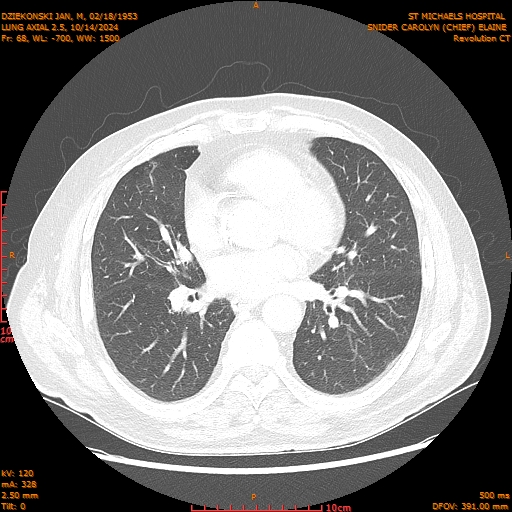 A
DZIEKONSKI JAN, M, 02/18/1953
LUNG AXIAL 2.5, 10/14/2024
Fr: 68, WL: -700, WW: 1500
ST MICHAELS HOSPITAL
SNIDER CAROLYN (CHIEF) ELAINE
Revolution CT
R
L
10
cm
kV: 120
mA: 328
2.50 mm
Tilt: 0
P
10cm
500 ms
DFOV: 391.00 mm